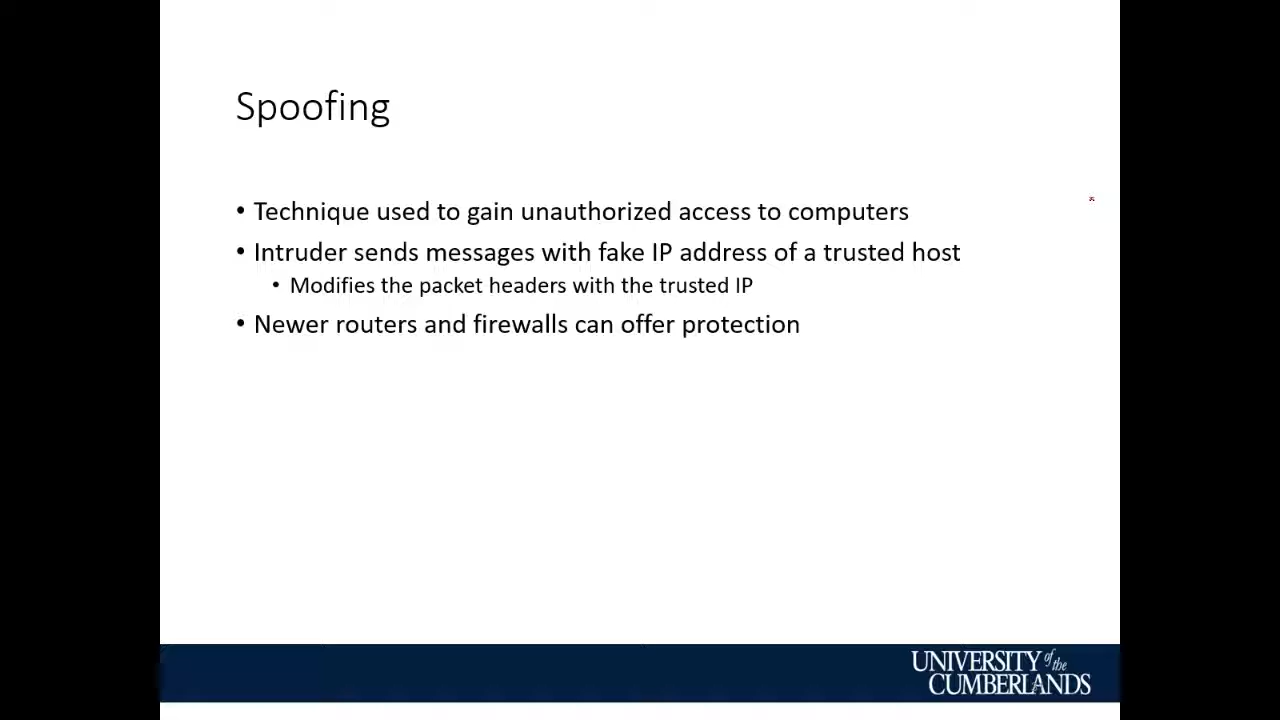 Spoofing
• Technique used to gain unauthorized access to computers
• Intruder sends messages with fake IP address of a trusted host
• Modifies the packet headers with the trusted IP
• Newer routers and firewalls can offer protection
UNIVERSITY of the
CUMBERLANDS